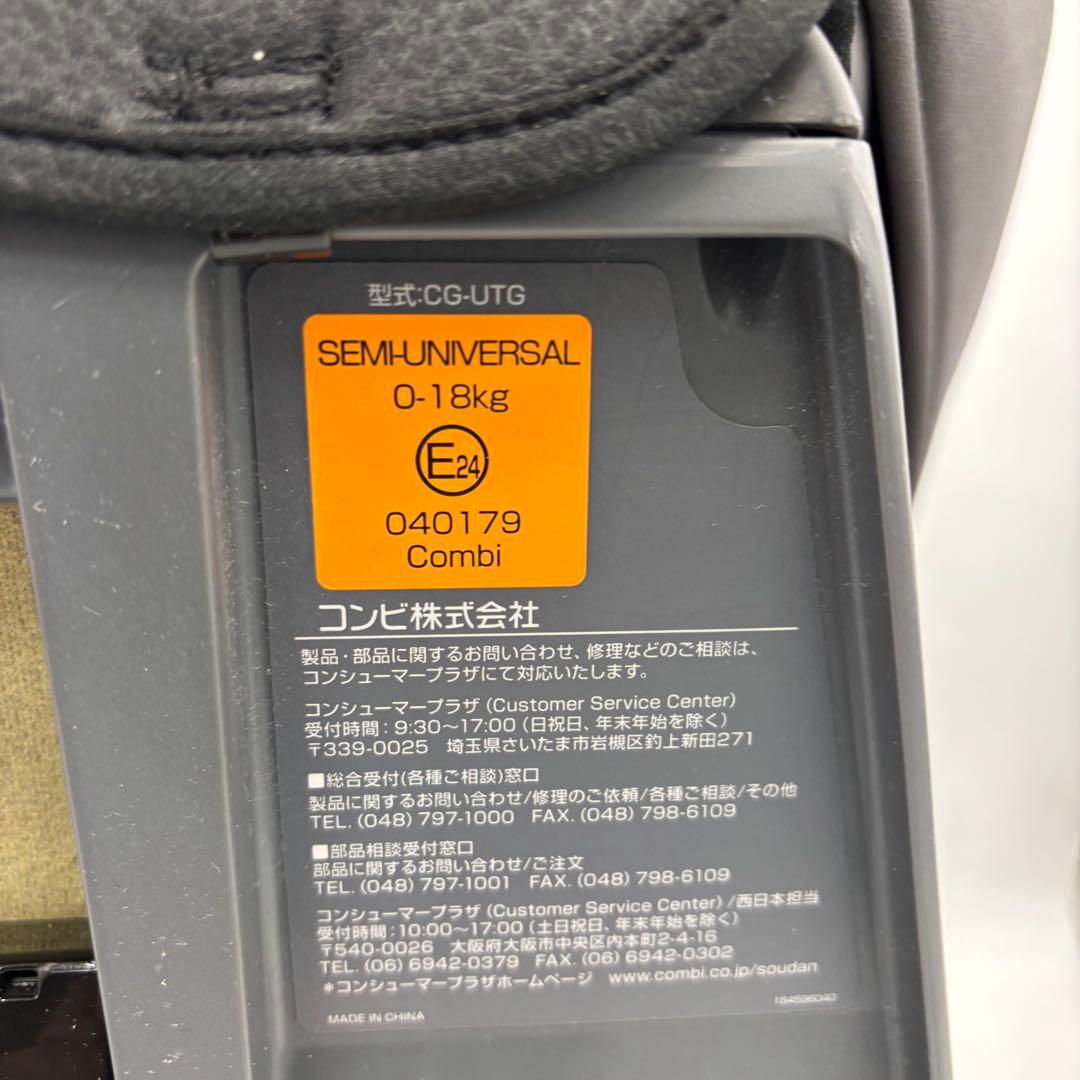 型式:CG-UTG
SEMI-UNIVERSAL
0-18kg
E24
040179
Combi
コンビ株式会社
製品・部品に関するお問い合わせ、修理などのご相談は、
コンシューマープラザにて対応いたします。
コンシューマープラザ (Customer Service Center)
受付時間：9:30～17:00 (日祝日、年末年始を除く)
〒339-0025 埼玉県さいたま市岩槻区釣上新田271
■総合受付(各種ご相談)窓口
製品に関するお問い合わせ/修理のご依頼/各種ご相談/その他
TEL. (048) 797-1000 FAX. (048) 798-6109
■部品相談受付窓口
部品に関するお問い合わせ/ご注文
TEL. (048) 797-1001 FAX. (048) 798-6109
コンシューマープラザ (Customer Service Center) /西日本担当
受付時間：10:00～17:00 (土日祝日、年末年始を除く)
〒540-0026 大阪府大阪市中央区内本町2-4-16
TEL. (06) 6942-0379 FAX. (06) 6942-0302
＊コンシューマープラザホームページ www.combi.co.jp/soudan
164596040
MADE IN CHINA